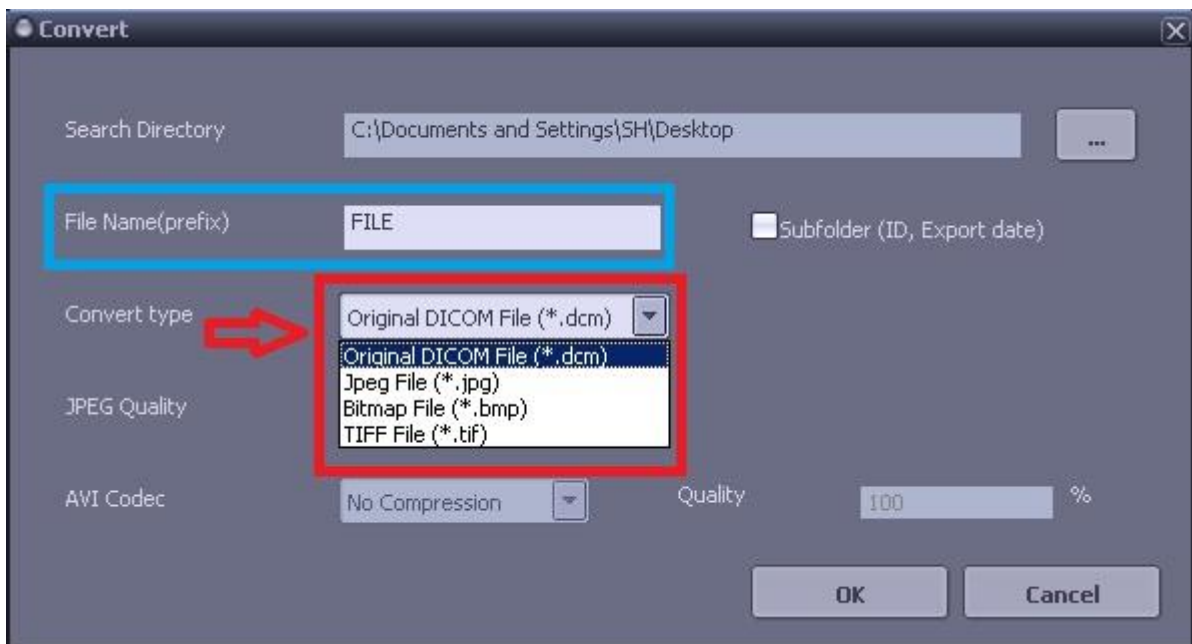 Convert
Search Directory
C:\Documents and Settings\SH\Desktop
...
File Name(prefix)
FILE
Subfolder (ID, Export date)
Convert type
Original DICOM File (*.dcm)
Original DICOM File (*.dcm)
Jpeg File (*.jpg)
Bitmap File (*.bmp)
TIFF File (*.tif)
JPEG Quality
AVI Codec
No Compression
Quality
100
%
OK
Cancel